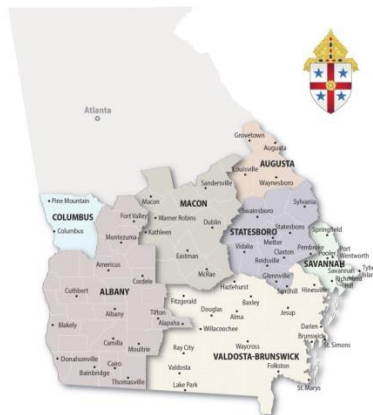 Atlanta
Grovetown
Augusta
AUGUSTA
Louisville
Waynesboro
Sandersville
MACON
Macon
Warner Robins
Dublin
Kathleen
Eastman
McRae
Pine Mountain
COLUMBUS
Columbus
Fort Valley
Montezuma
Americus
Cordele
Cuthbert
ALBANY
Albany
Tifton
Alapaha
Blakely
Camilla
Moultrie
Donalsonville
Cairo
Bainbridge
Thomasville
Swainsboro
Sylvania
Statesboro
STATESBORO
Metter
Vidalia
Claxton
Reidsville
Glennville
Pembroke
Springfield
Pooler
Port
Wentworth
SAVANNAH
Savannah
Tybee
Island
Richmond
Hill
Sandhill
Hinesville
Hazlehurst
Fitzgerald
Baxley
Douglas
Jesup
Alma
Willacoochee
Darien
Brunswick
St. Simons
Ray City
Waycross
VALDOSTA-BRUNSWICK
Valdosta
Folkston
Lake Park
St. Marys